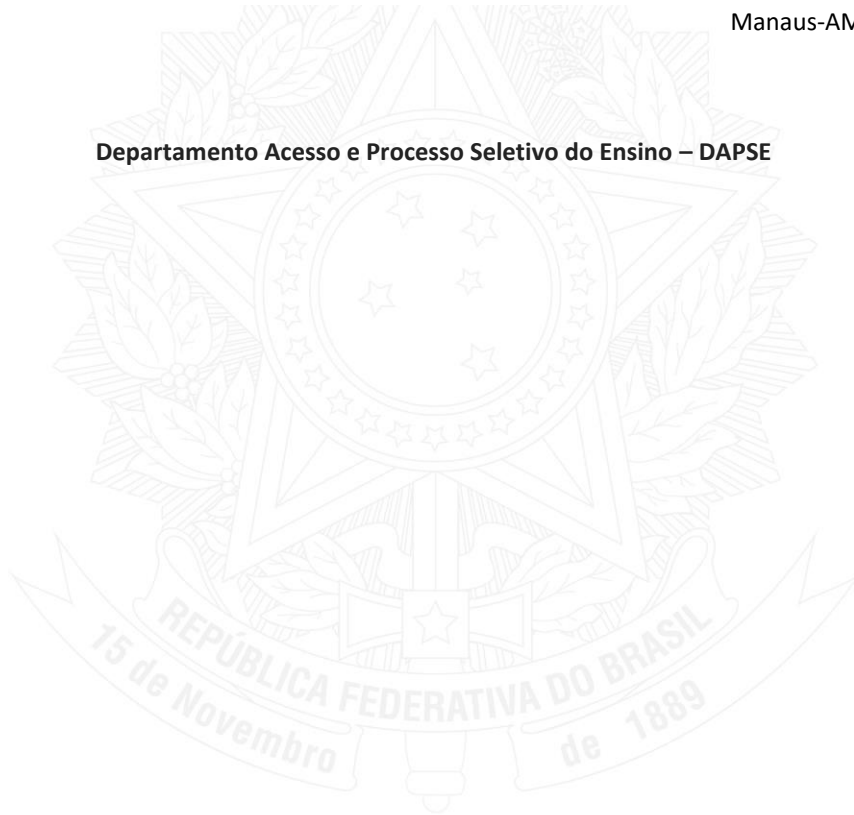 Manaus-AM
Departamento Acesso e Processo Seletivo do Ensino – DAPSE
REPÚBLICA FEDERATIVA DO BRASIL
15 de Novembro de 1889